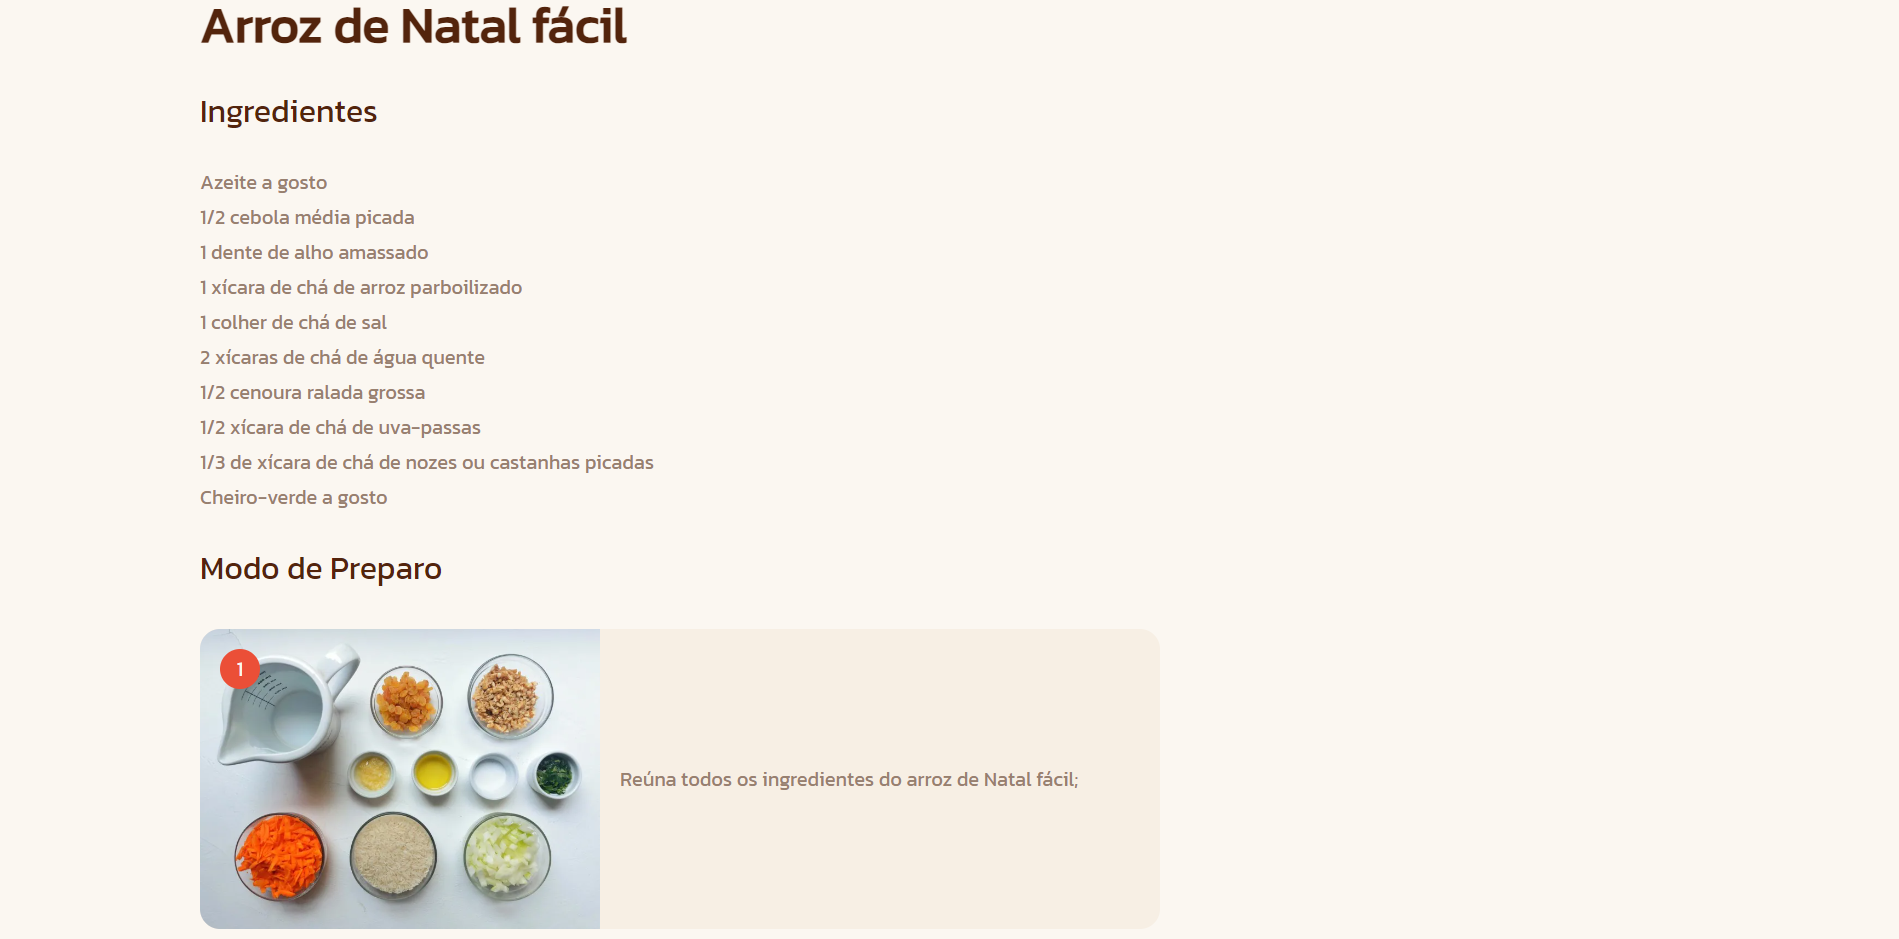 Arroz de Natal fácil
Ingredientes
Azeite a gosto
1/2 cebola média picada
1 dente de alho amassado
1 xícara de chá de arroz parboilizado
1 colher de chá de sal
2 xícaras de chá de água quente
1/2 cenoura ralada grossa
1/2 xícara de chá de uva-passas
1/3 de xícara de chá de nozes ou castanhas picadas
Cheiro-verde a gosto
Modo de Preparo
1
Reúna todos os ingredientes do arroz de Natal fácil;